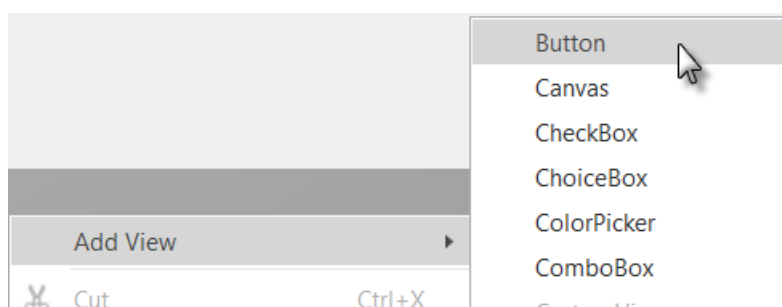 Button
Canvas
CheckBox
ChoiceBox
ColorPicker
Add View
ComboBox
Cut Ctrl+X